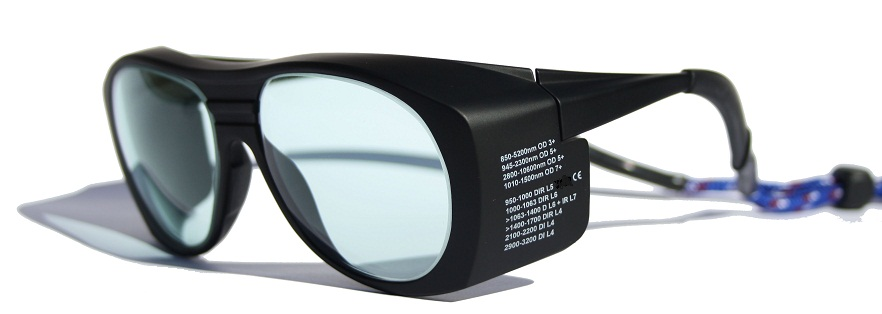 850-5200nm OD 3+
945-2300nm OD 5+
2800-10600nm OD 5+
1010-1500nm OD 7+
CE
950-1000 DIR L5
1000-1063 DIR L6
>1063-1400 D L6 + IR L7
>1400-1700 DIR L4
2100-2200 DI L4
2900-3200 DI L4